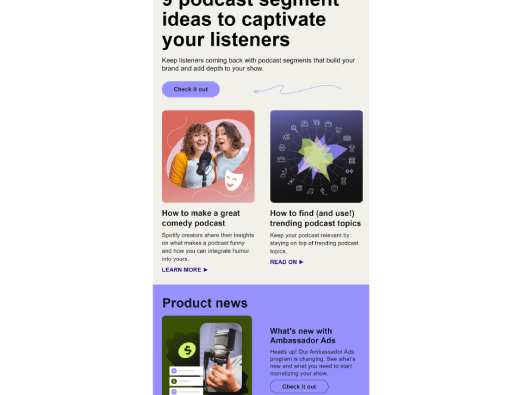 9 podcast segment
ideas to captivate
your listeners
Keep listeners coming back with podcast segments that build your
brand and add depth to your show.
Check it out
How to make a great
comedy podcast
Spotify creators share their insights
on what makes a podcast funny
and how you can integrate humor
into yours.
LEARN MORE ▶
How to find (and use!)
trending podcast topics
Keep your podcast relevant by
staying on top of trending podcast
topics.
READ ON ▶
Product news
$
What's new with
Ambassador Ads
Heads up! Our Ambassador Ads
program is changing. See what's
new and what you need to start
monetizing your show.
Check it out